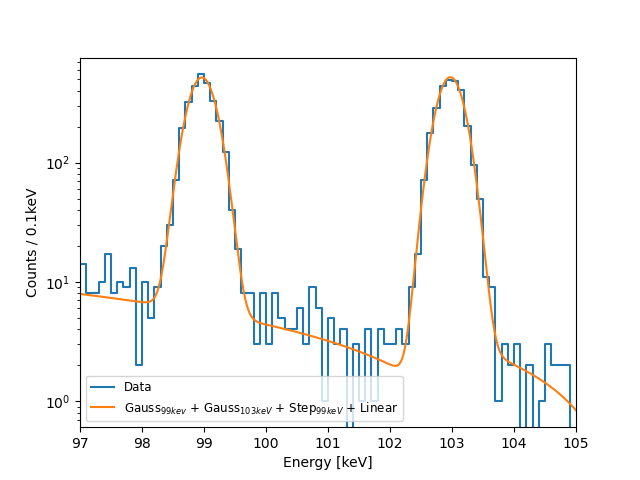 10²
10¹
10⁰
Counts / 0.1keV
Data
Gauss₉₉ₖₑᵥ + Gauss₁₀₃ₖₑV + Step₉₉ₖₑV + Linear
97 98 99 100 101 102 103 104 105
Energy [keV]